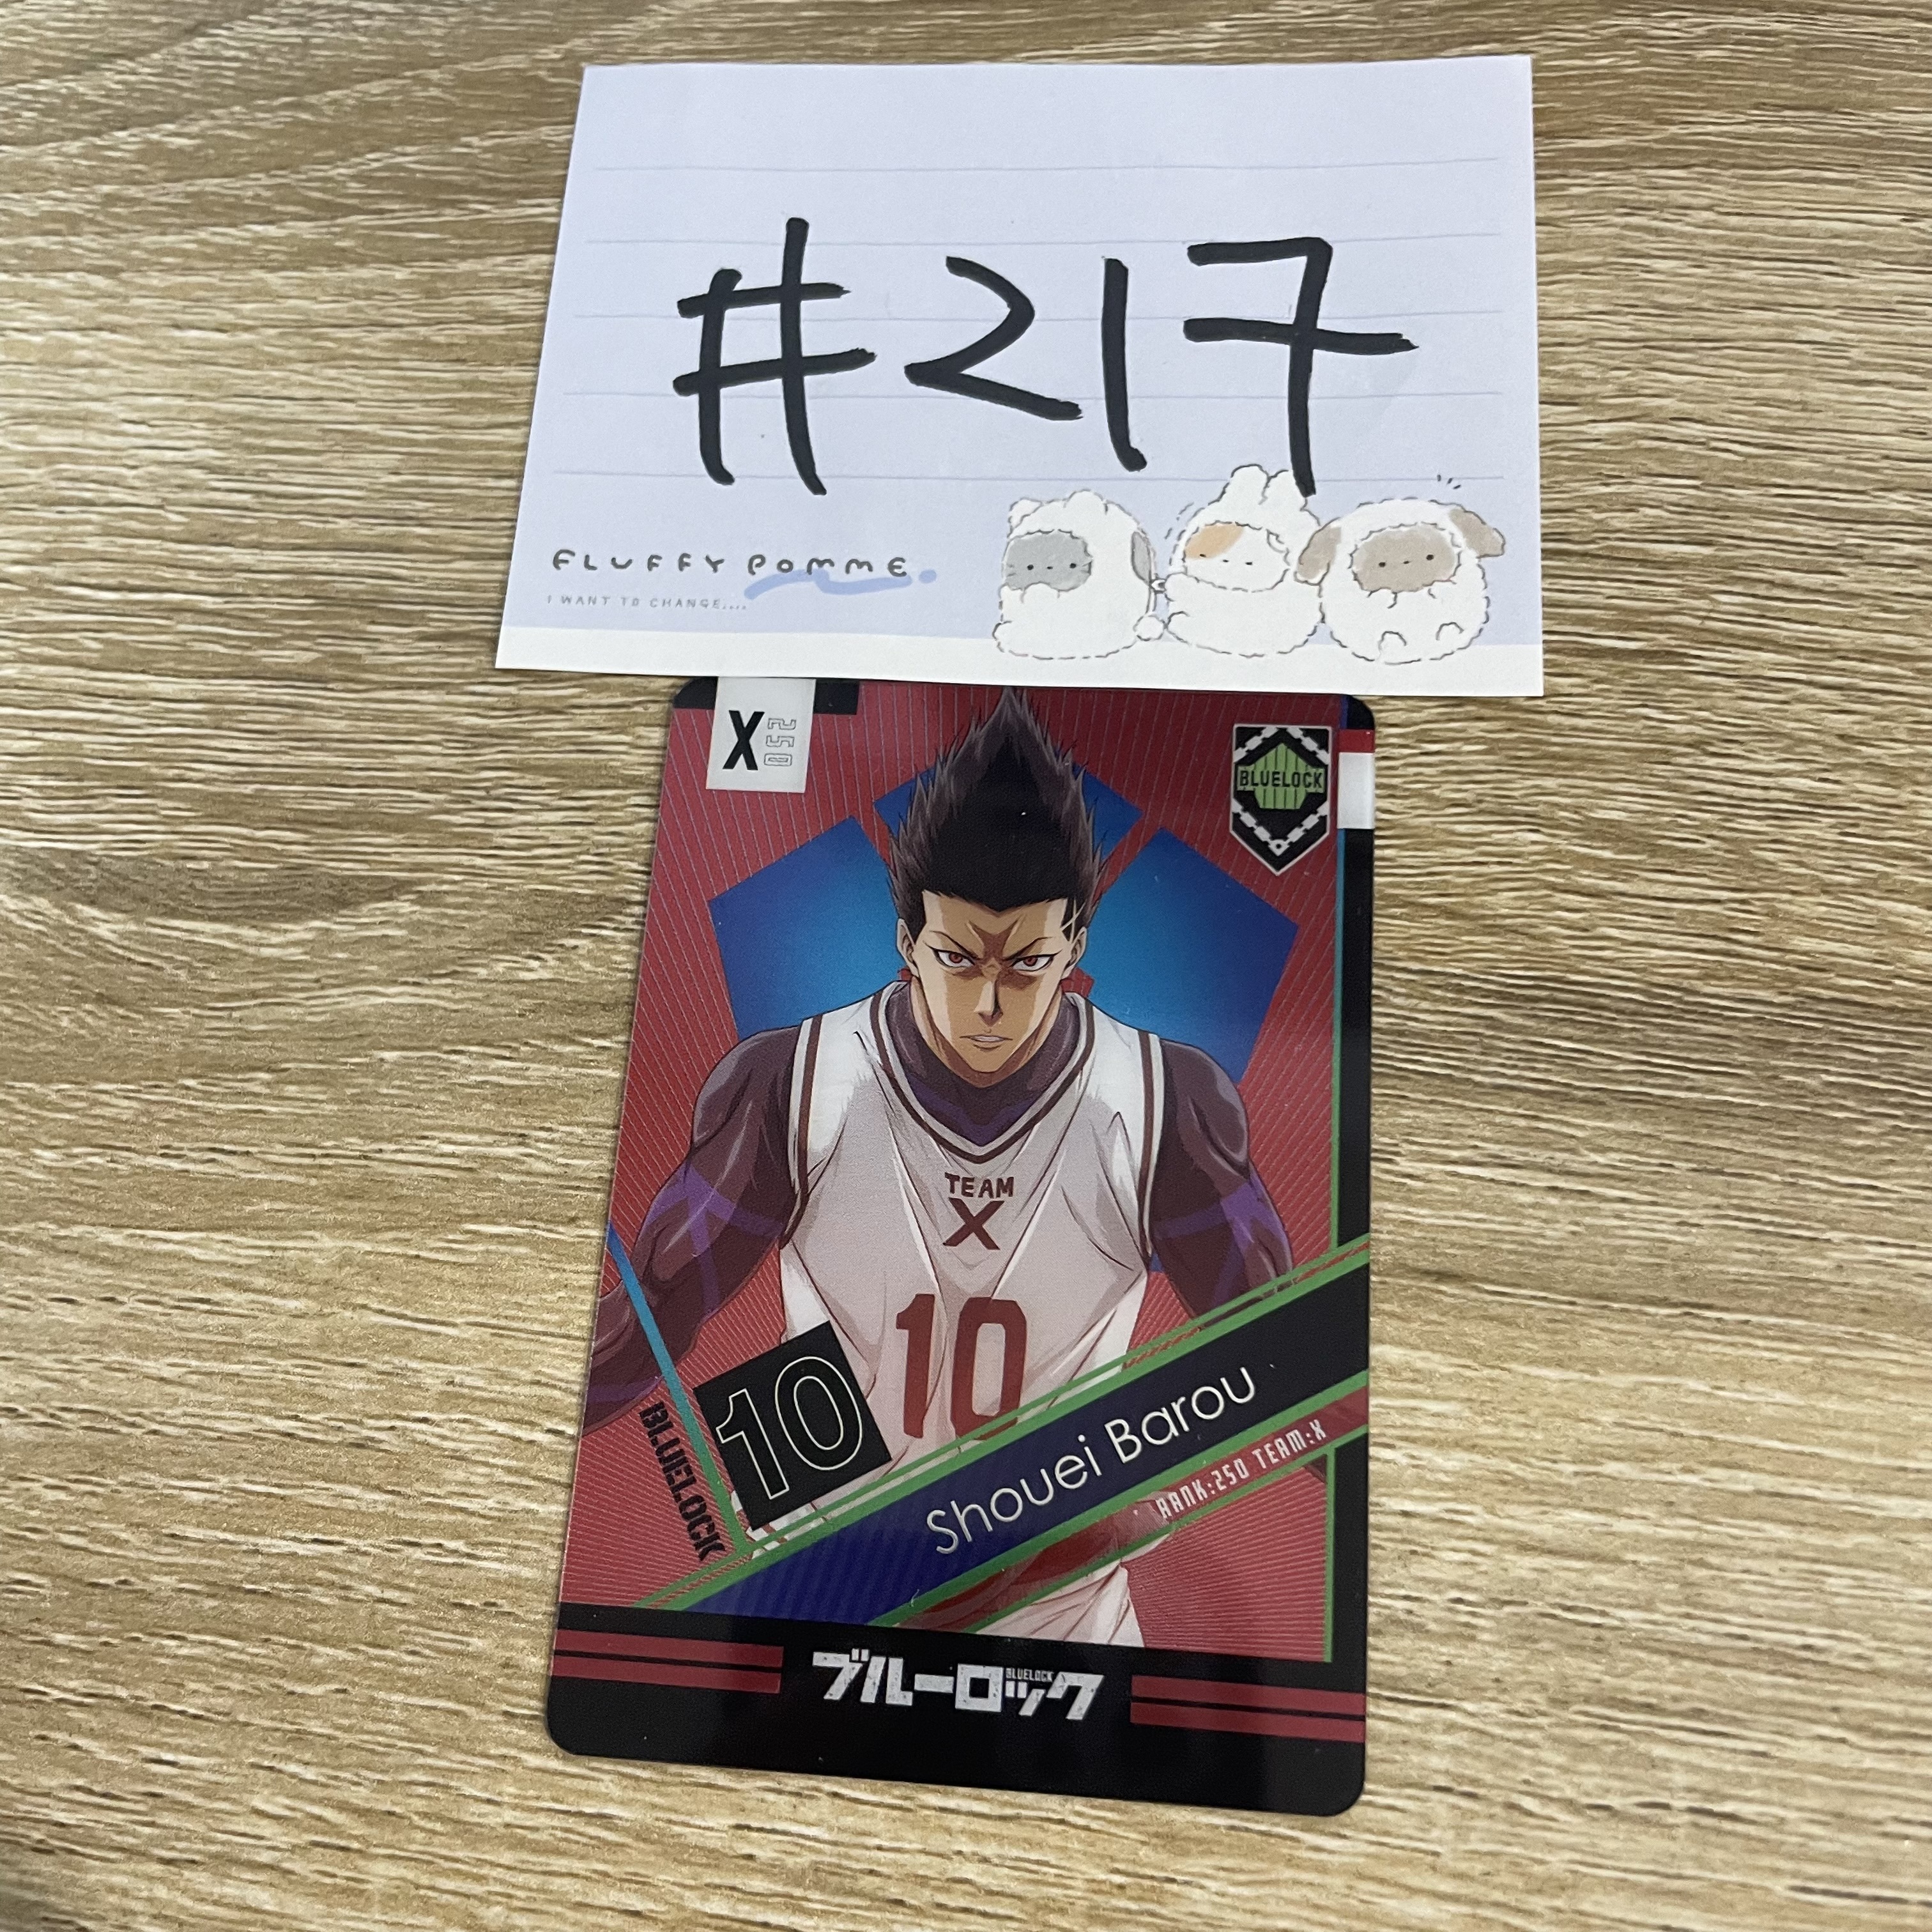 #217
FLUFFY POMME
I WANT TO CHANGE....
X 250
BLUELOCK
TEAM
X
10
10
BLUELOCK
Shouei Barou
RANK:250 TEAM:X
ブルーロック
BLUELOCK